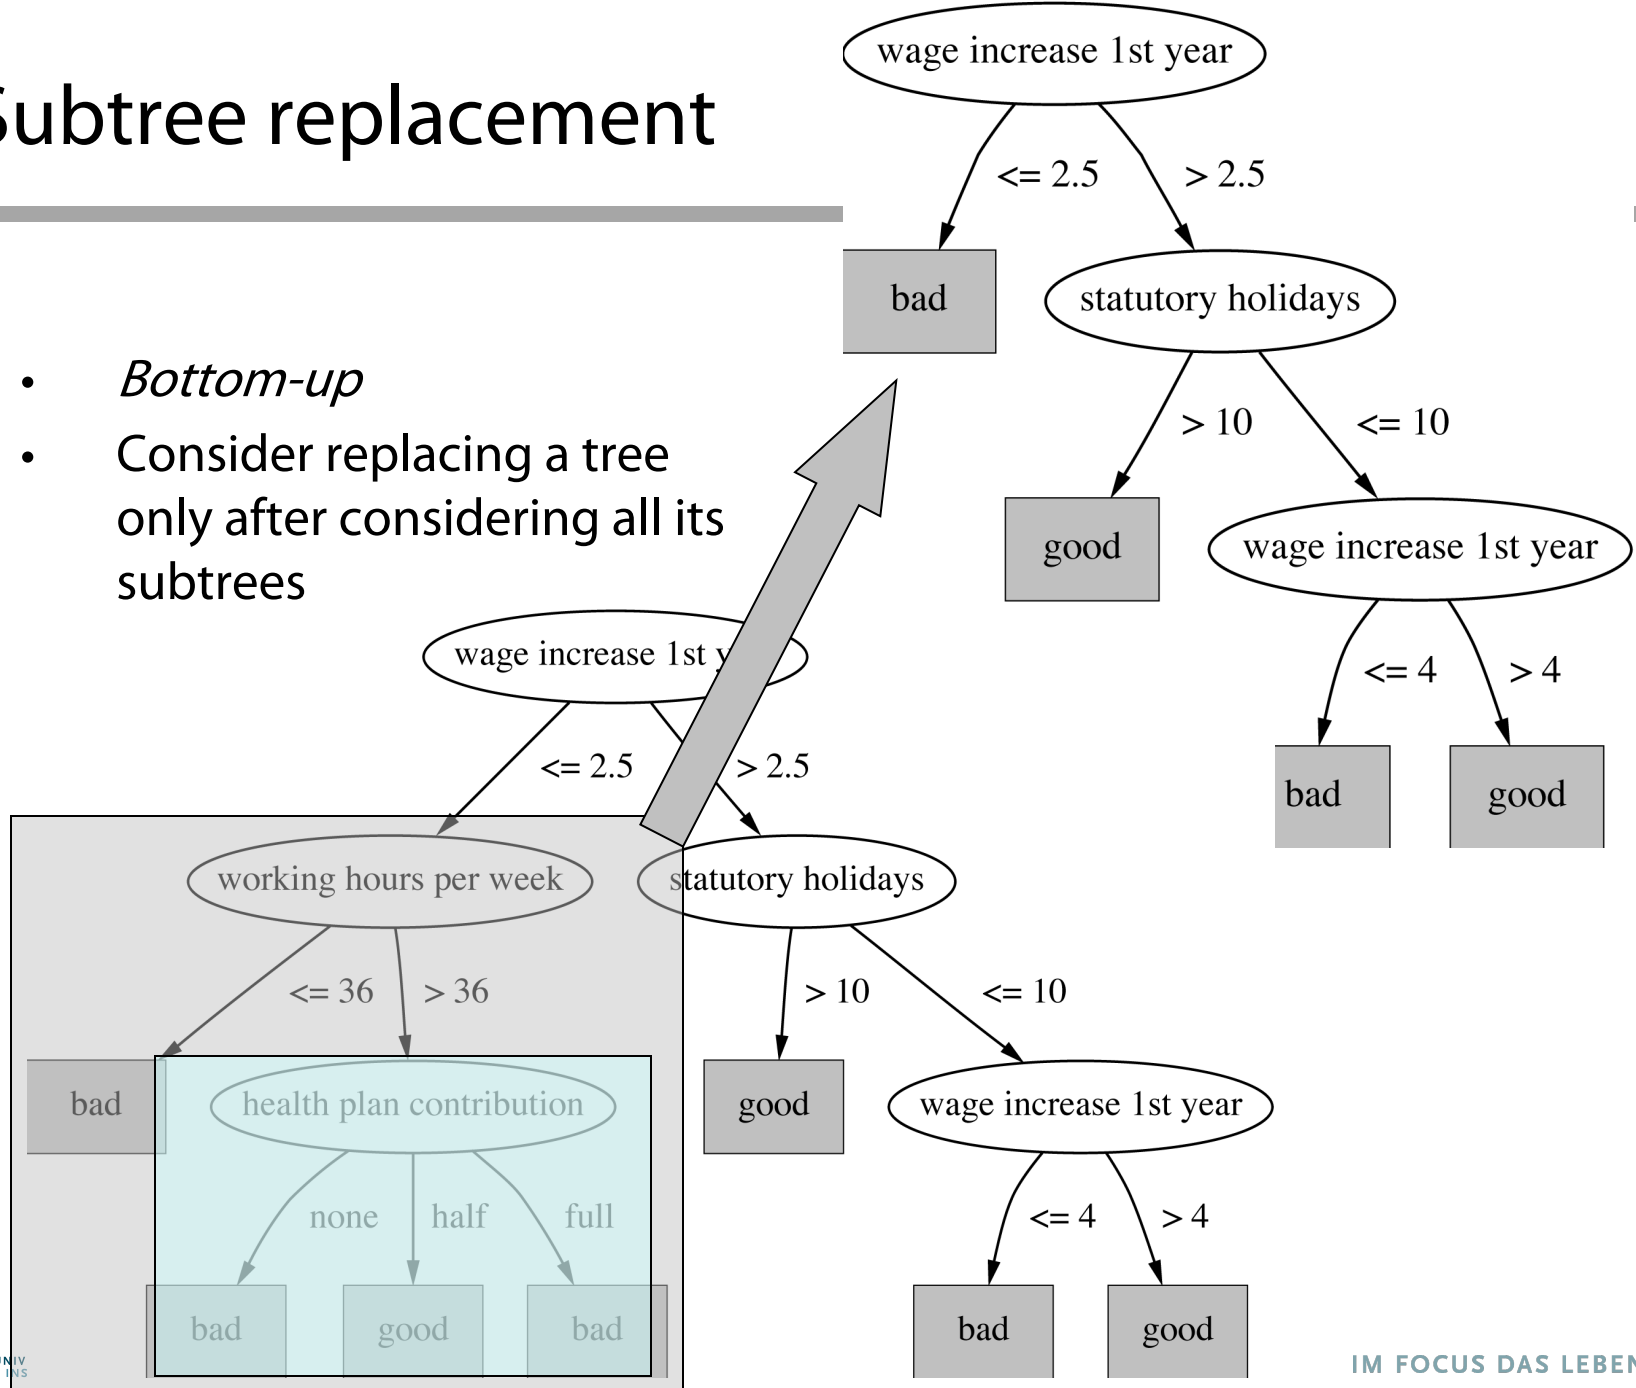 Subtree replacement
• Bottom-up
• Consider replacing a tree
only after considering all its
subtrees
wage increase 1st year
<= 2.5
> 2.5
bad
statutory holidays
> 10
<= 10
good
wage increase 1st year
<= 4
> 4
bad
good
wage increase 1st
<= 2.5
> 2.5
working hours per week
statutory holidays
<= 36
> 36
> 10
<= 10
bad
health plan contribution
good
wage increase 1st year
none
half
full
<= 4
> 4
bad
good
bad
bad
good
IM FOCUS DAS LEBEN